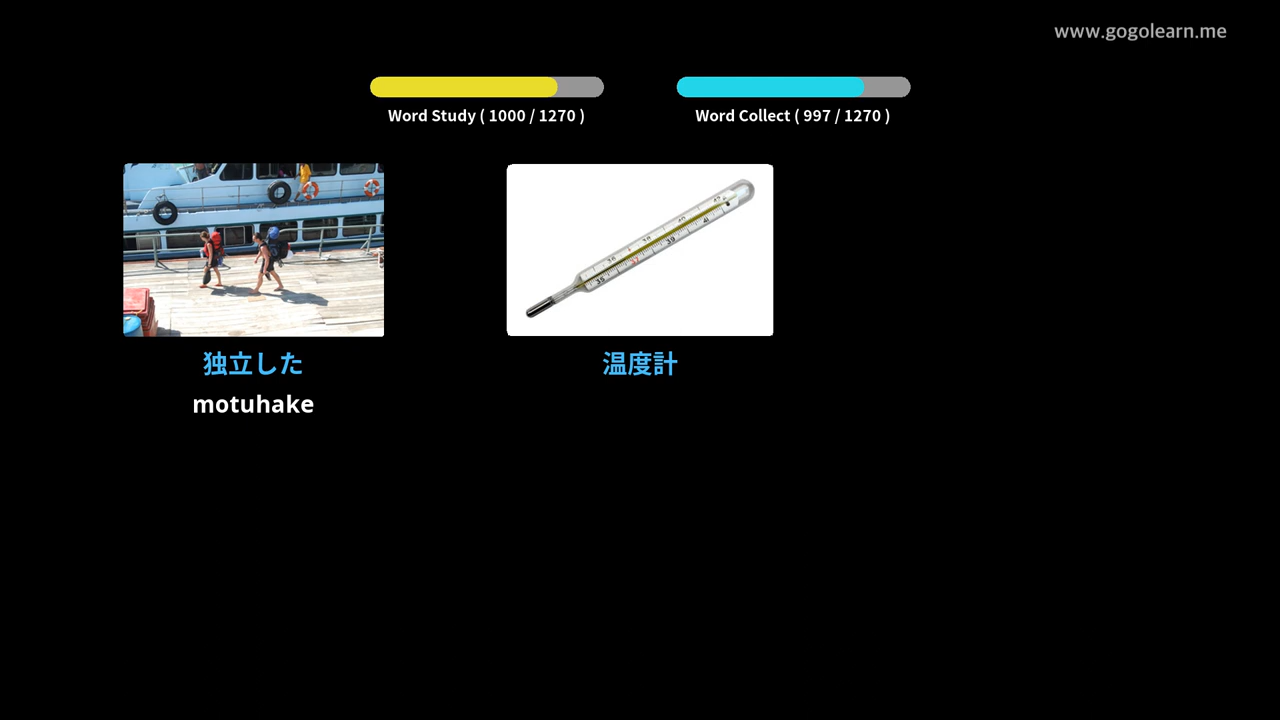 www.gogolearn.me
Word Study ( 1000 / 1270 )
Word Collect ( 997 / 1270 )
独立した
motuhake
温度計